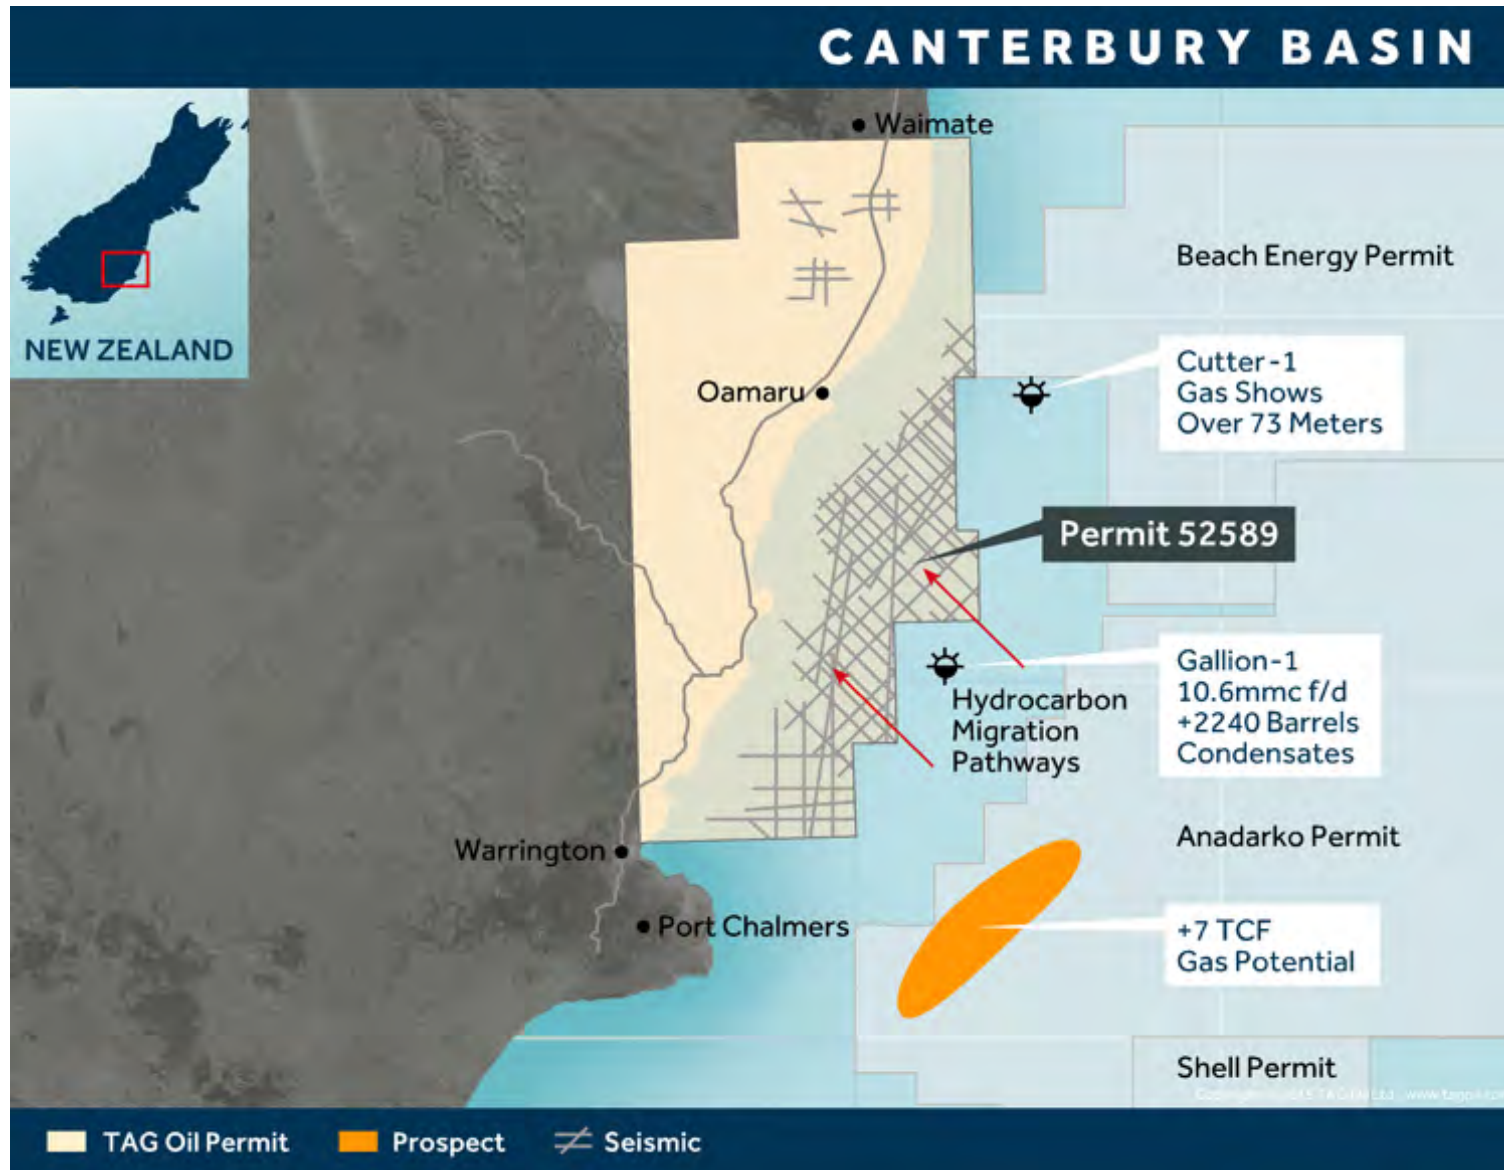 CANTERBURY BASIN
Waimate
NEW ZEALAND
Beach Energy Permit
Cutter-1
Gas Shows
Over 73 Meters
Oamaru
Permit 52589
Gallion-1
10.6mmc f/d
+2240 Barrels
Condensates
Hydrocarbon
Migration
Pathways
Anadarko Permit
Warrington
Port Chalmers
+7 TCF
Gas Potential
Shell Permit
TAG Oil Permit
Prospect
Seismic